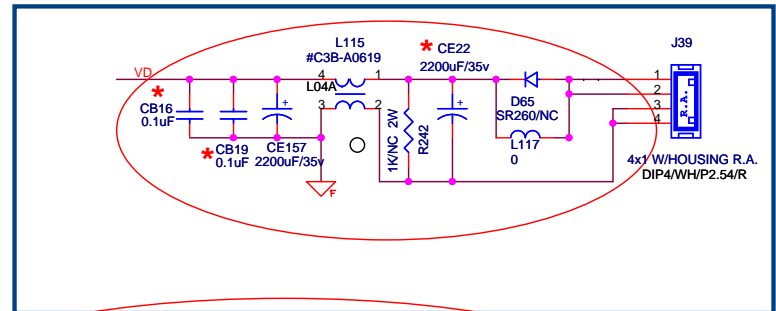 L115
#C3B-A0619
* CE22
2200uF/35v
J39
VD
4
1
L04A
3
2
*
CB16
0.1uF
* CB19
0.1uF
CE157
2200uF/35v
+
+
1K/NC 2W
R242
D65
SR260/NC
L117
0
1
2
3
4
R.A.
F
4x1 W/HOUSING R.A.
DIP4/WH/P2.54/R